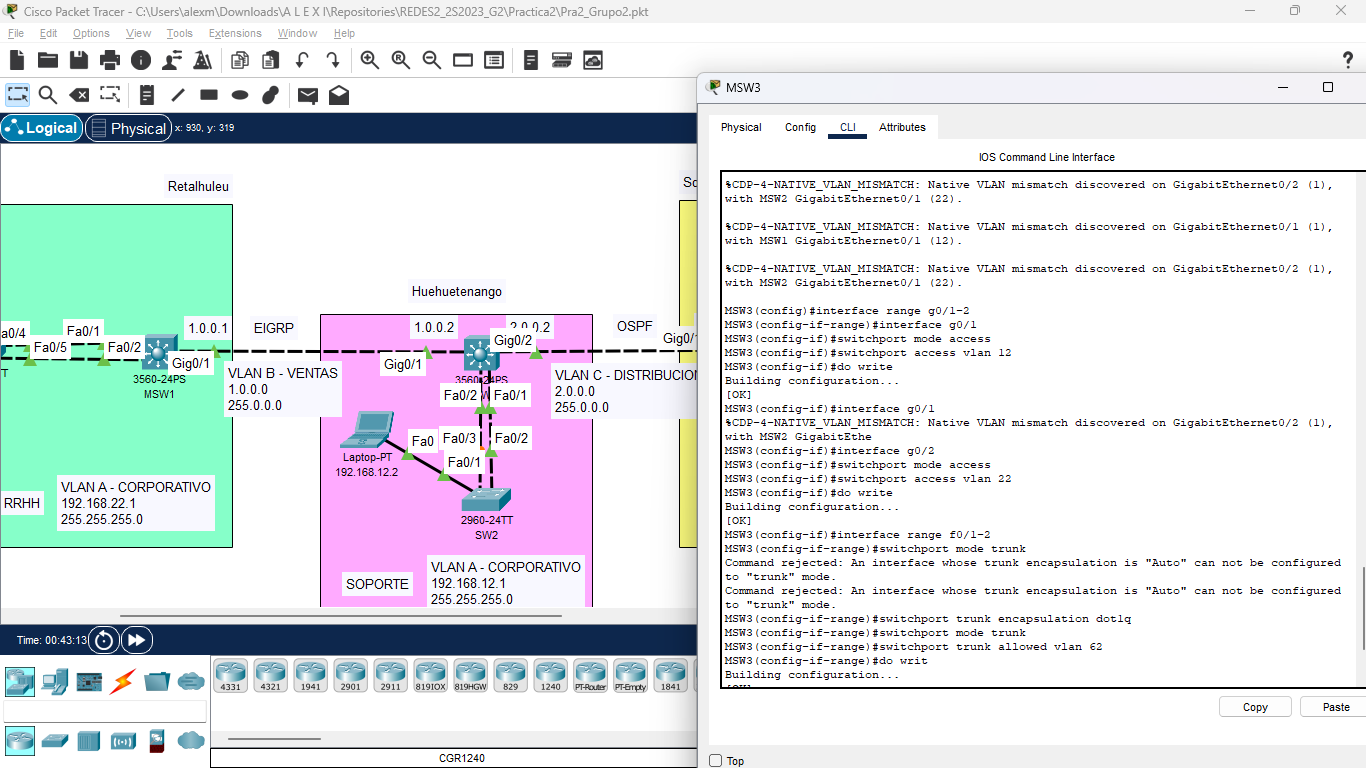 Cisco Packet Tracer - C:\Users\alexm\Downloads\A L E X I\Repositories\REDES2_2S2023_G2\Practica2\Pra2_Grupo2.pkt
File Edit Options View Tools Extensions Window Help
Logical
Physical
x: 930, y: 319
Retalhuleu
a0/4
Fa0/1
Fa0/5
Fa0/2
1.0.0.1
Gig0/1
3560-24PS
MSW1
EIGRP
VLAN B - VENTAS
1.0.0.0
255.0.0.0
RRHH
VLAN A - CORPORATIVO
192.168.22.1
255.255.255.0
Huehuetenango
1.0.0.2
2.0.0.2
Gig0/2
Gig0/1
3560-24PS
Fa0/2
Fa0/1
Fa0
Fa0/3
Fa0/2
Fa0/1
Laptop-PT
192.168.12.2
2960-24TT
SW2
SOPORTE
VLAN A - CORPORATIVO
192.168.12.1
255.255.255.0
OSPF
Gig0/
VLAN C - DISTRIBUCION
2.0.0.0
255.0.0.0
Time: 00:43:13
4331
4321
1941
2901
2911
819IOX
819HGW
829
1240
PT-Router
PT-Empty
1841
CGR1240
MSW3
Physical Config CLI Attributes
IOS Command Line Interface
%CDP-4-NATIVE_VLAN_MISMATCH: Native VLAN mismatch discovered on GigabitEthernet0/2 (1),
with MSW2 GigabitEthernet0/1 (22).
%CDP-4-NATIVE_VLAN_MISMATCH: Native VLAN mismatch discovered on GigabitEthernet0/1 (1),
with MSW1 GigabitEthernet0/1 (12).
%CDP-4-NATIVE_VLAN_MISMATCH: Native VLAN mismatch discovered on GigabitEthernet0/2 (1),
with MSW2 GigabitEthernet0/1 (22).
MSW3(config)#interface range g0/1-2
MSW3(config-if-range)#interface g0/1
MSW3(config-if)#switchport mode access
MSW3(config-if)#switchport access vlan 12
MSW3(config-if)#do write
Building configuration...
[OK]
MSW3(config-if)#interface g0/1
%CDP-4-NATIVE_VLAN_MISMATCH: Native VLAN mismatch discovered on GigabitEthernet0/2 (1),
with MSW2 GigabitEthe
MSW3(config-if)#interface g0/2
MSW3(config-if)#switchport mode access
MSW3(config-if)#switchport access vlan 22
MSW3(config-if)#do write
Building configuration...
[OK]
MSW3(config-if)#interface range f0/1-2
MSW3(config-if-range)#switchport mode trunk
Command rejected: An interface whose trunk encapsulation is "Auto" can not be configured
to "trunk" mode.
Command rejected: An interface whose trunk encapsulation is "Auto" can not be configured
to "trunk" mode.
MSW3(config-if-range)#switchport trunk encapsulation dot1q
MSW3(config-if-range)#switchport mode trunk
MSW3(config-if-range)#switchport trunk allowed vlan 62
MSW3(config-if-range)#do writ
Building configuration...
Copy
Paste
Top